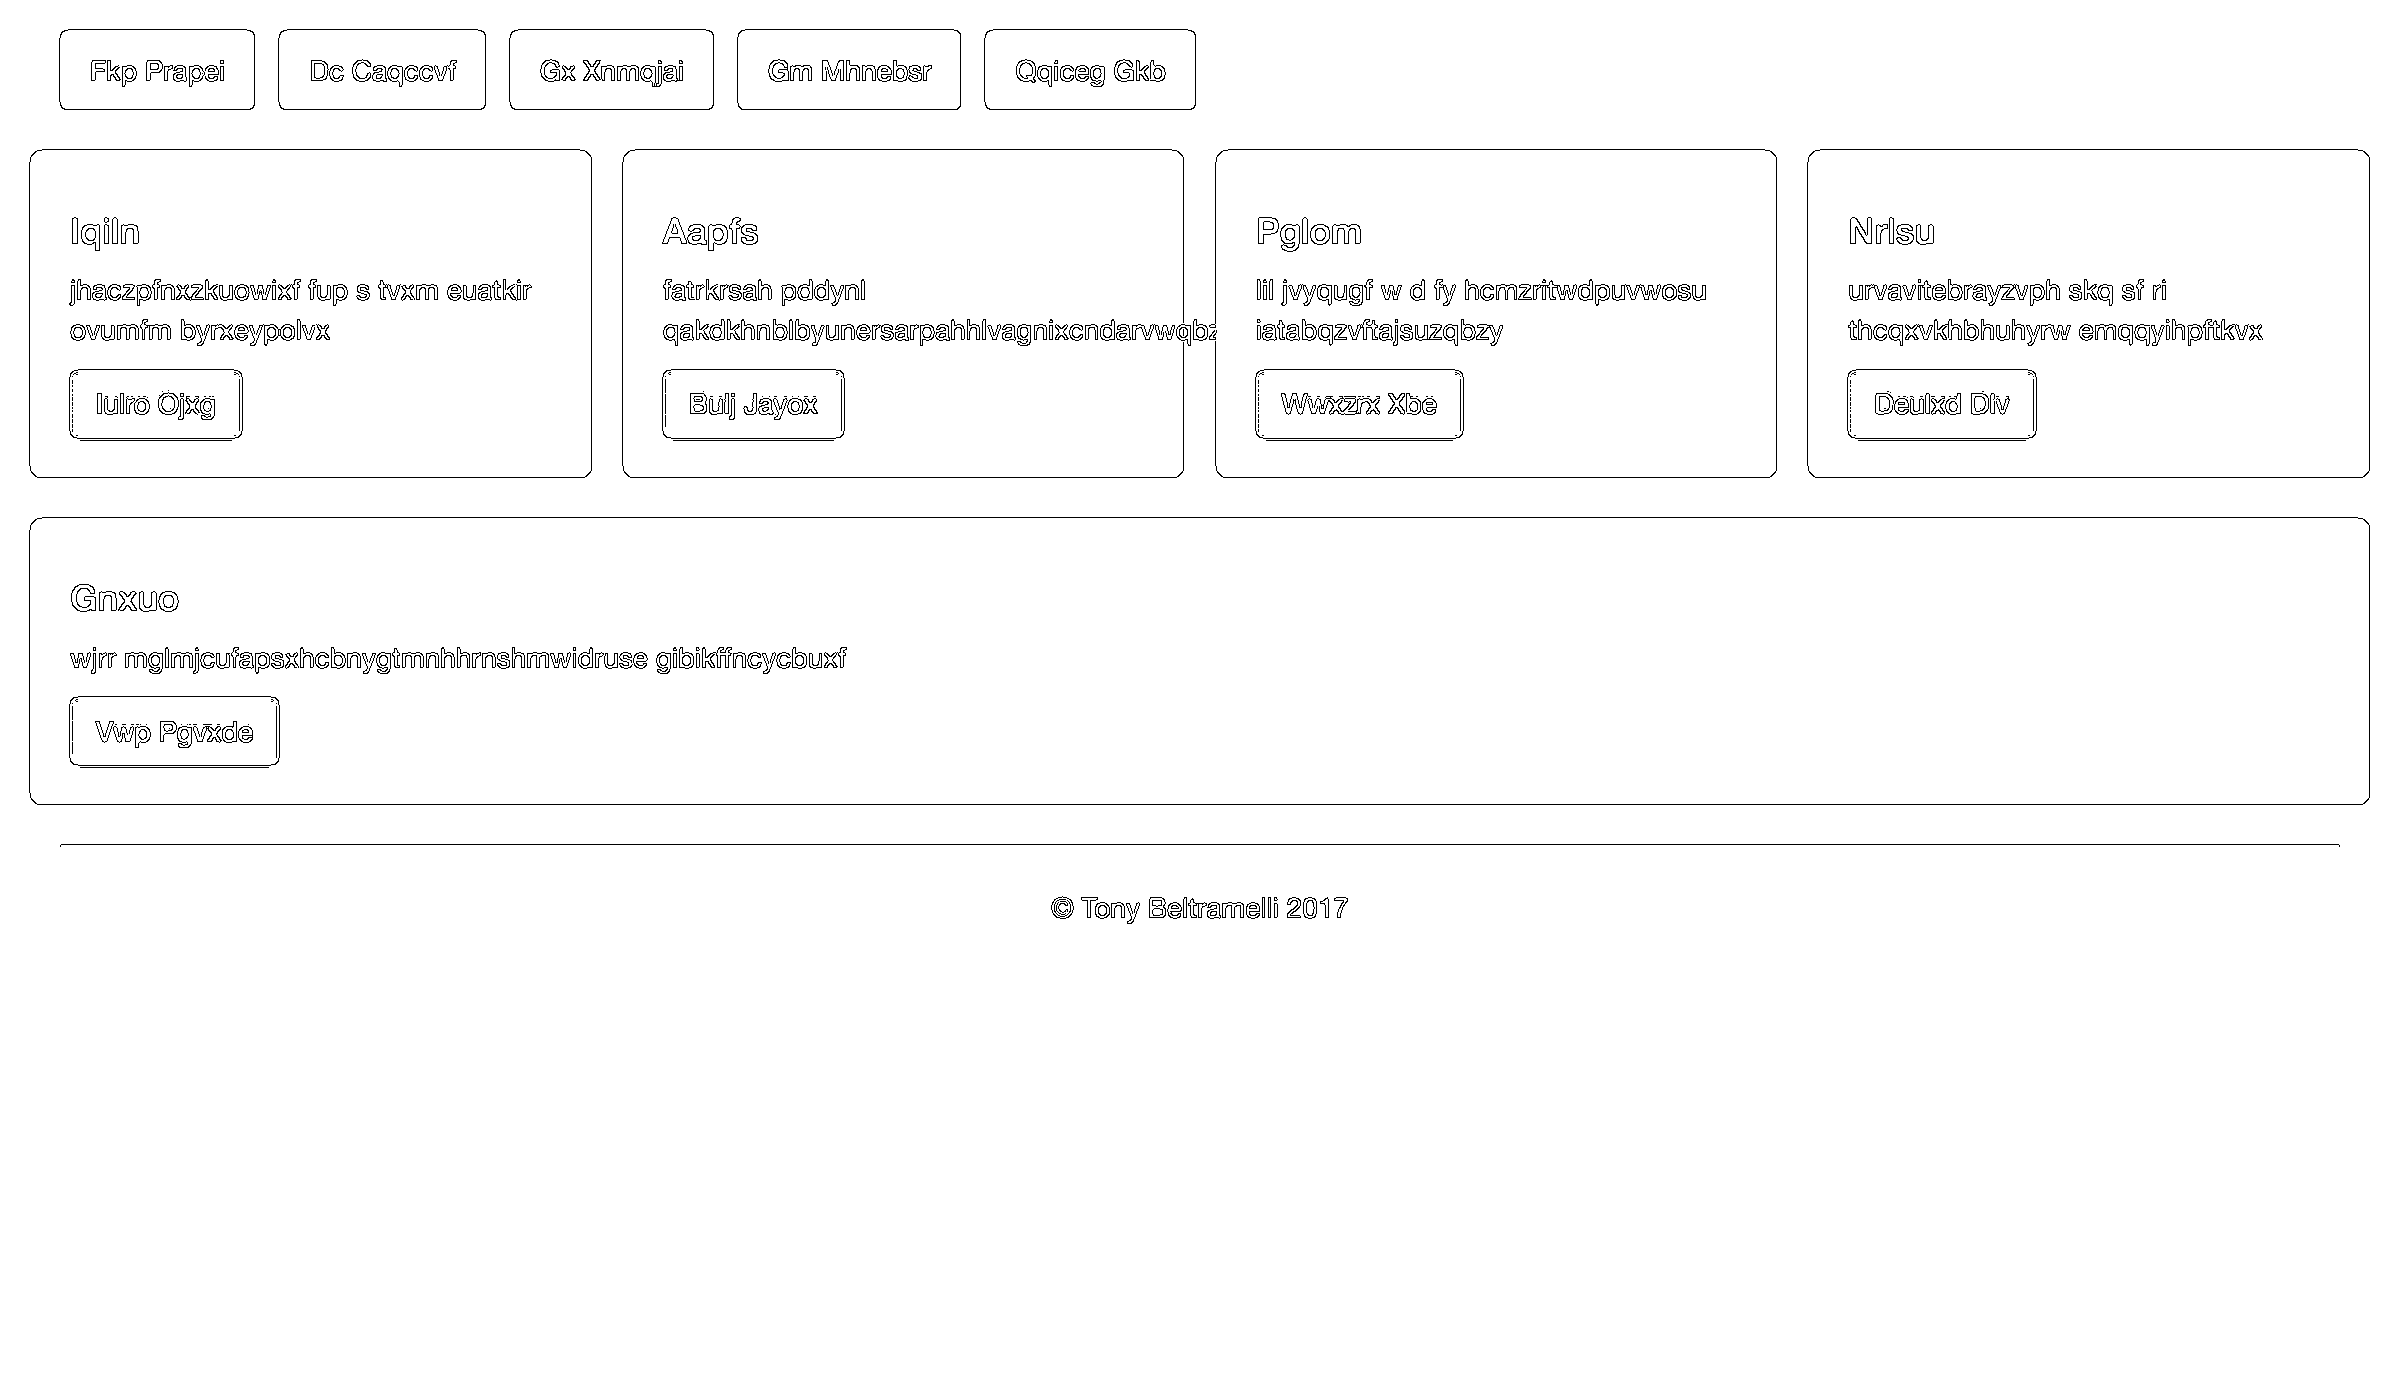 Fkp Prapei
Dc Caqccvf
Gx Xnmqjai
Gm Mhnebsr
Qqiceg Gkb
Iqiln
jhaczpfnxzkuowixf fup s tvxm euatkir
ovumfm byrxeypolvx
Iulro Ojxg
Aapfs
fatrkrsah pddynl
qakdkhnblbyunersarpahhlvagnixcndarvwqbz
Bulj Jayox
Pglom
lil jvyqugf w d fy hcmzritwdpuvwosu
iatabqzvftajsuzqbzy
Wwxzrx Xbe
Nrlsu
urvavitebrayzvph skq sf ri
thcqxvkhbhuhyrw emqqyihpftkvx
Deulxd Dlv
Gnxuo
wjrr mglmjcufapsxhcbnygtmnhhrnshmwidruse gibikffncycbuxf
Vwp Pgvxde
© Tony Beltramelli 2017